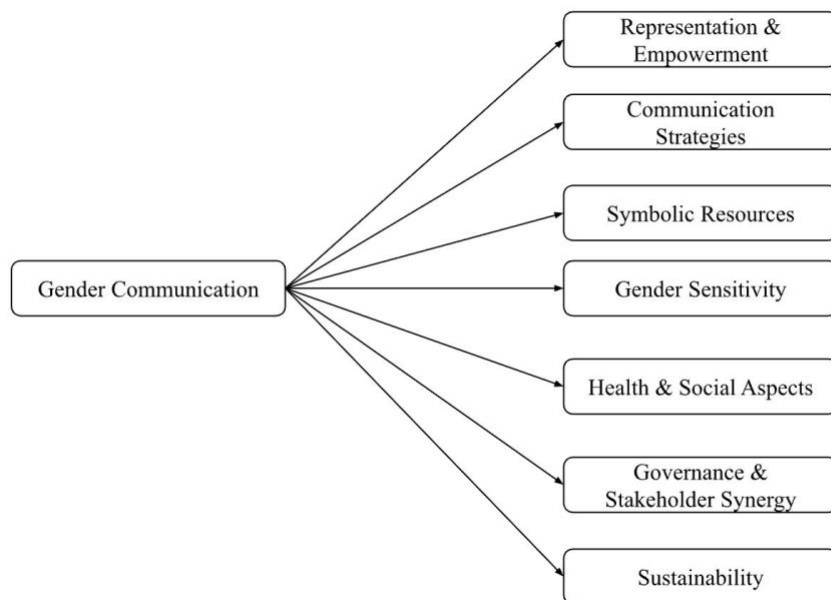 Representation &
Empowerment
Communication
Strategies
Symbolic Resources
Gender Communication
Gender Sensitivity
Health & Social Aspects
Governance &
Stakeholder Synergy
Sustainability